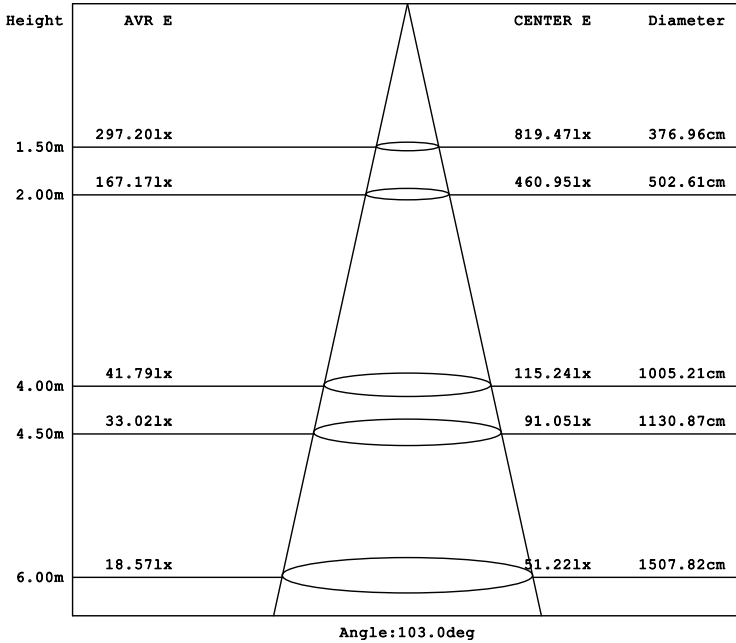 Height AVR E CENTER E Diameter
297.20lx 819.47lx 376.96cm
1.50m
167.17lx 460.95lx 502.61cm
2.00m
41.79lx 115.24lx 1005.21cm
4.00m
33.02lx 91.05lx 1130.87cm
4.50m
18.57lx 51.22lx 1507.82cm
6.00m
Angle:103.0deg